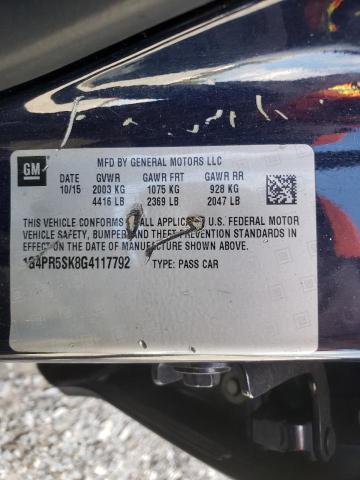 GM
MFD BY GENERAL MOTORS LLC
DATE GVWR GAWR FRT GAWR RR
10/15 2003 KG 1075 KG 928 KG
4416 LB 2369 LB 2047 LB
THIS VEHICLE CONFORMS TO ALL APPLICABLE U.S. FEDERAL MOTOR
VEHICLE SAFETY, BUMPER AND THEFT PREVENTION STANDARDS IN
EFFECT ON THE DATE OF MANUFACTURE SHOWN ABOVE.
1G4PR5SK8G4117792 TYPE: PASS CAR